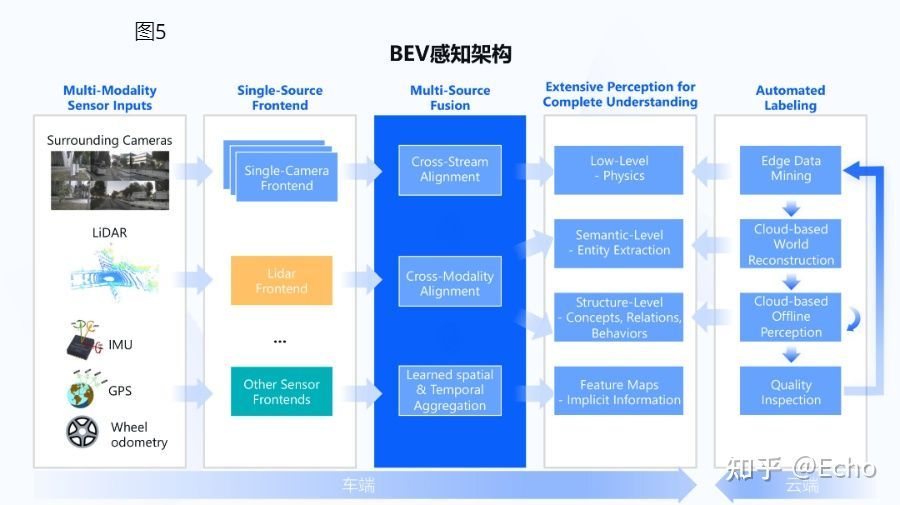 图5
BEV感知架构
Multi-Modality
Sensor Inputs
Surrounding Cameras
LiDAR
IMU
GPS
Wheel
odometry
Single-Source
Frontend
Single-Camera
Frontend
Lidar
Frontend
...
Other Sensor
Frontends
Multi-Source
Fusion
Cross-Stream
Alignment
Cross-Modality
Alignment
Learned spatial
& Temporal
Aggregation
Extensive Perception for
Complete Understanding
Low-Level
- Physics
Semantic-Level
- Entity Extraction
Structure-Level
- Concepts, Relations,
Behaviors
Feature Maps
- Implicit Information
Automated
Labeling
Edge Data
Mining
Cloud-based
World
Reconstruction
Cloud-based
Offline
Perception
Quality
Inspection
车端
云端
知乎 @Echo